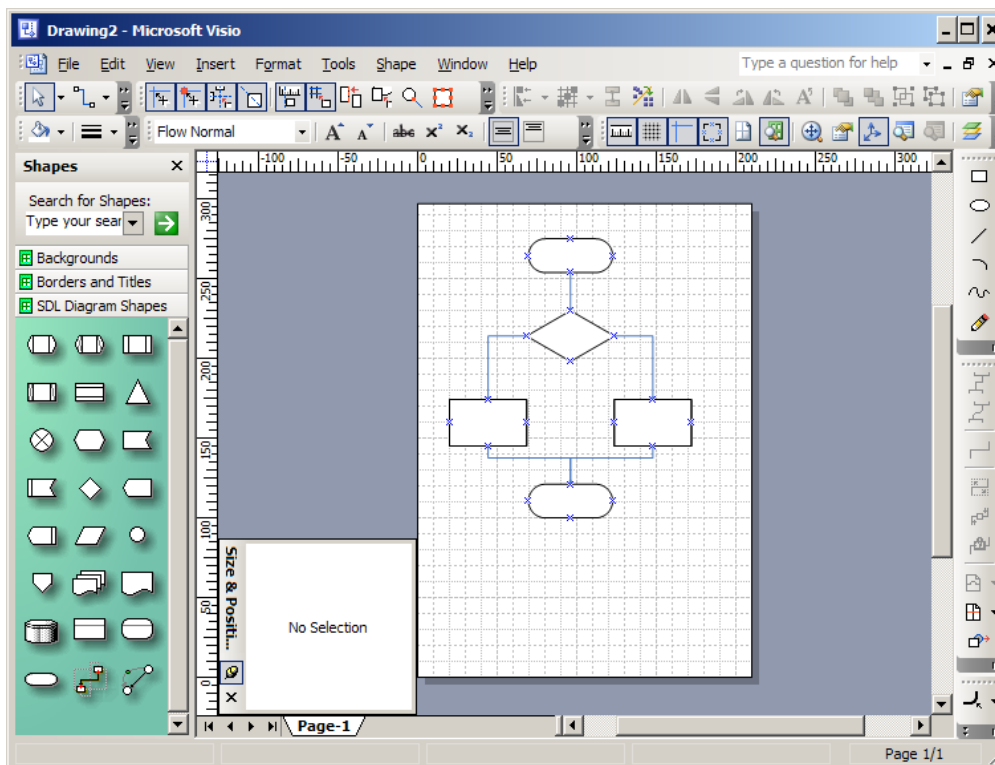 Drawing2 - Microsoft Visio
File Edit View Insert Format Tools Shape Window Help Type a question for help
Flow Normal A A abc x² x₂
Shapes
-100 -50 0 50 100 150 200 250 300
Search for Shapes:
Type your sear
Backgrounds
Borders and Titles
SDL Diagram Shapes
300
250
200
150
100
50
0
Size & Positi...
No Selection
Page-1
Page 1/1